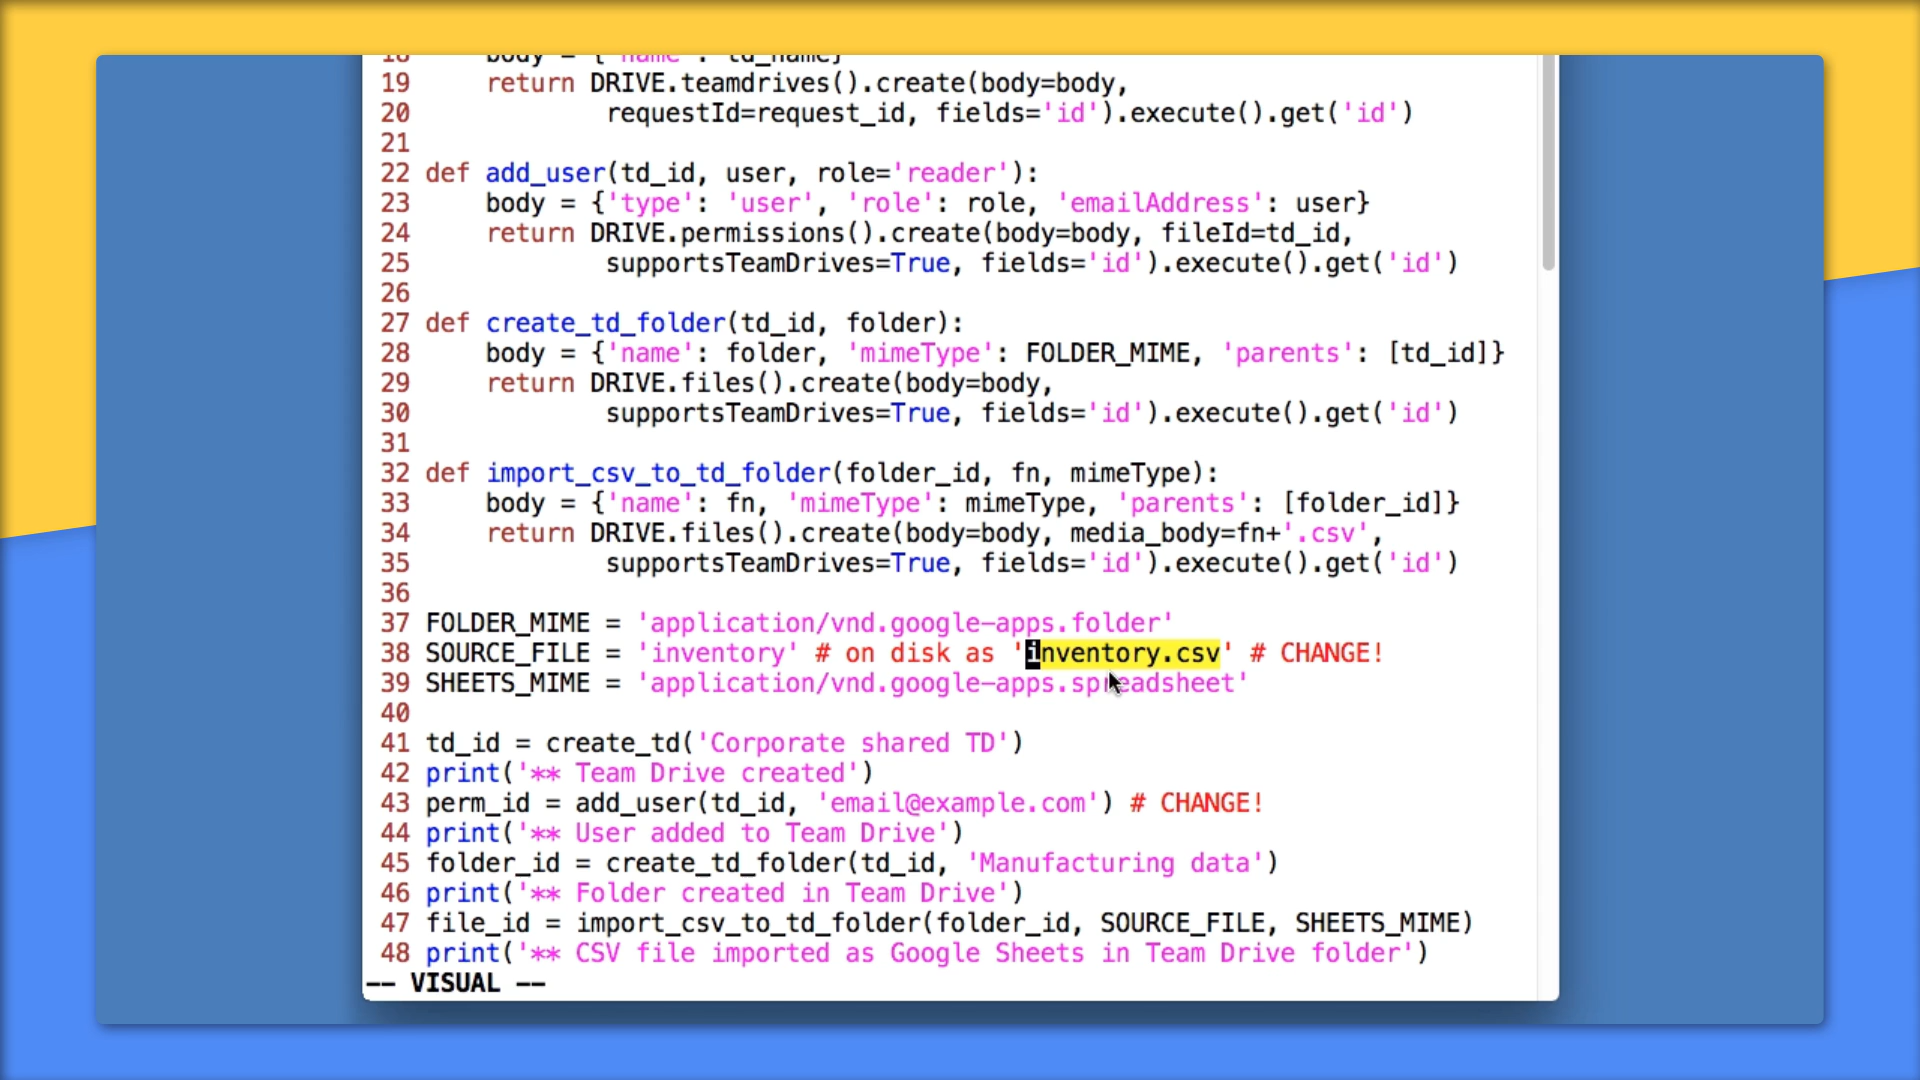 18     body = {'name': td_name}
19     return DRIVE.teamdrives().create(body=body,
20             requestId=request_id, fields='id').execute().get('id')
21
22 def add_user(td_id, user, role='reader'):
23     body = {'type': 'user', 'role': role, 'emailAddress': user}
24     return DRIVE.permissions().create(body=body, fileId=td_id,
25             supportsTeamDrives=True, fields='id').execute().get('id')
26
27 def create_td_folder(td_id, folder):
28     body = {'name': folder, 'mimeType': FOLDER_MIME, 'parents': [td_id]}
29     return DRIVE.files().create(body=body,
30             supportsTeamDrives=True, fields='id').execute().get('id')
31
32 def import_csv_to_td_folder(folder_id, fn, mimeType):
33     body = {'name': fn, 'mimeType': mimeType, 'parents': [folder_id]}
34     return DRIVE.files().create(body=body, media_body=fn+'.csv',
35             supportsTeamDrives=True, fields='id').execute().get('id')
36
37 FOLDER_MIME = 'application/vnd.google-apps.folder'
38 SOURCE_FILE = 'inventory' # on disk as 'inventory.csv' # CHANGE!
39 SHEETS_MIME = 'application/vnd.google-apps.spreadsheet'
40
41 td_id = create_td('Corporate shared TD')
42 print('** Team Drive created')
43 perm_id = add_user(td_id, 'email@example.com') # CHANGE!
44 print('** User added to Team Drive')
45 folder_id = create_td_folder(td_id, 'Manufacturing data')
46 print('** Folder created in Team Drive')
47 file_id = import_csv_to_td_folder(folder_id, SOURCE_FILE, SHEETS_MIME)
48 print('** CSV file imported as Google Sheets in Team Drive folder')
-- VISUAL --